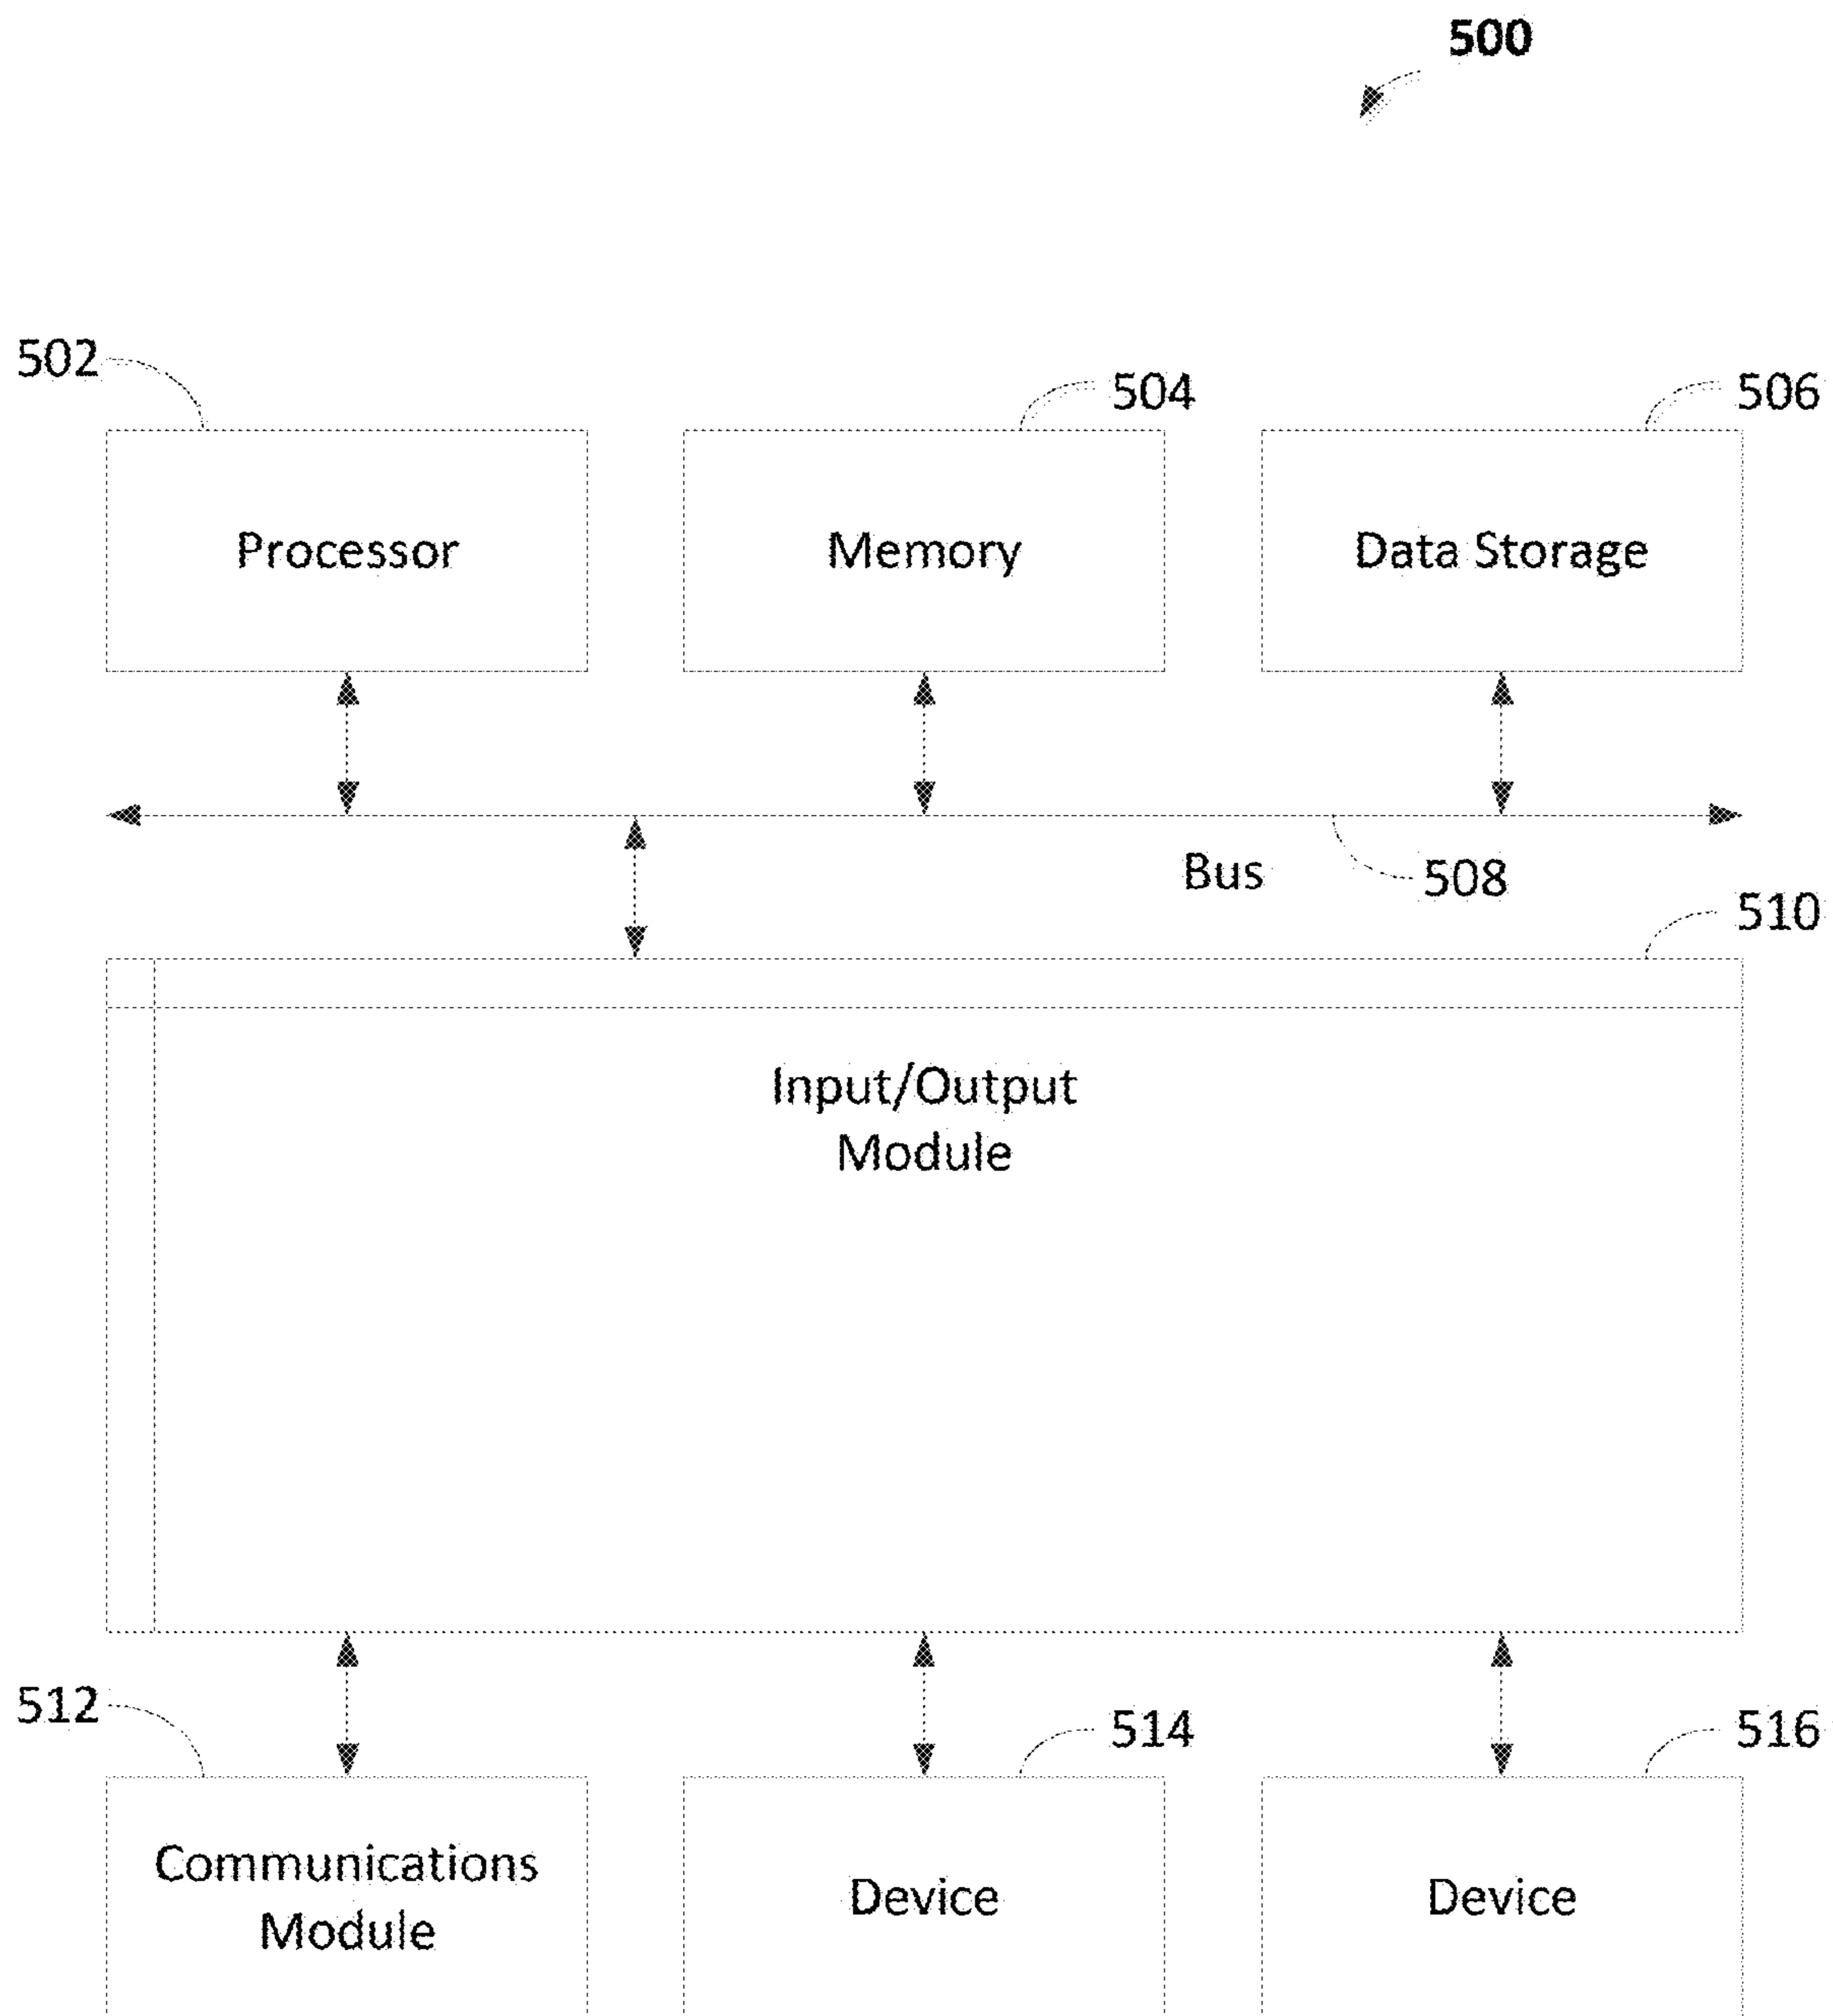 500
502
504
506
Processor
Memory
Data Storage
Bus
508
510
Input/Output
Module
512
514
516
Communications
Module
Device
Device